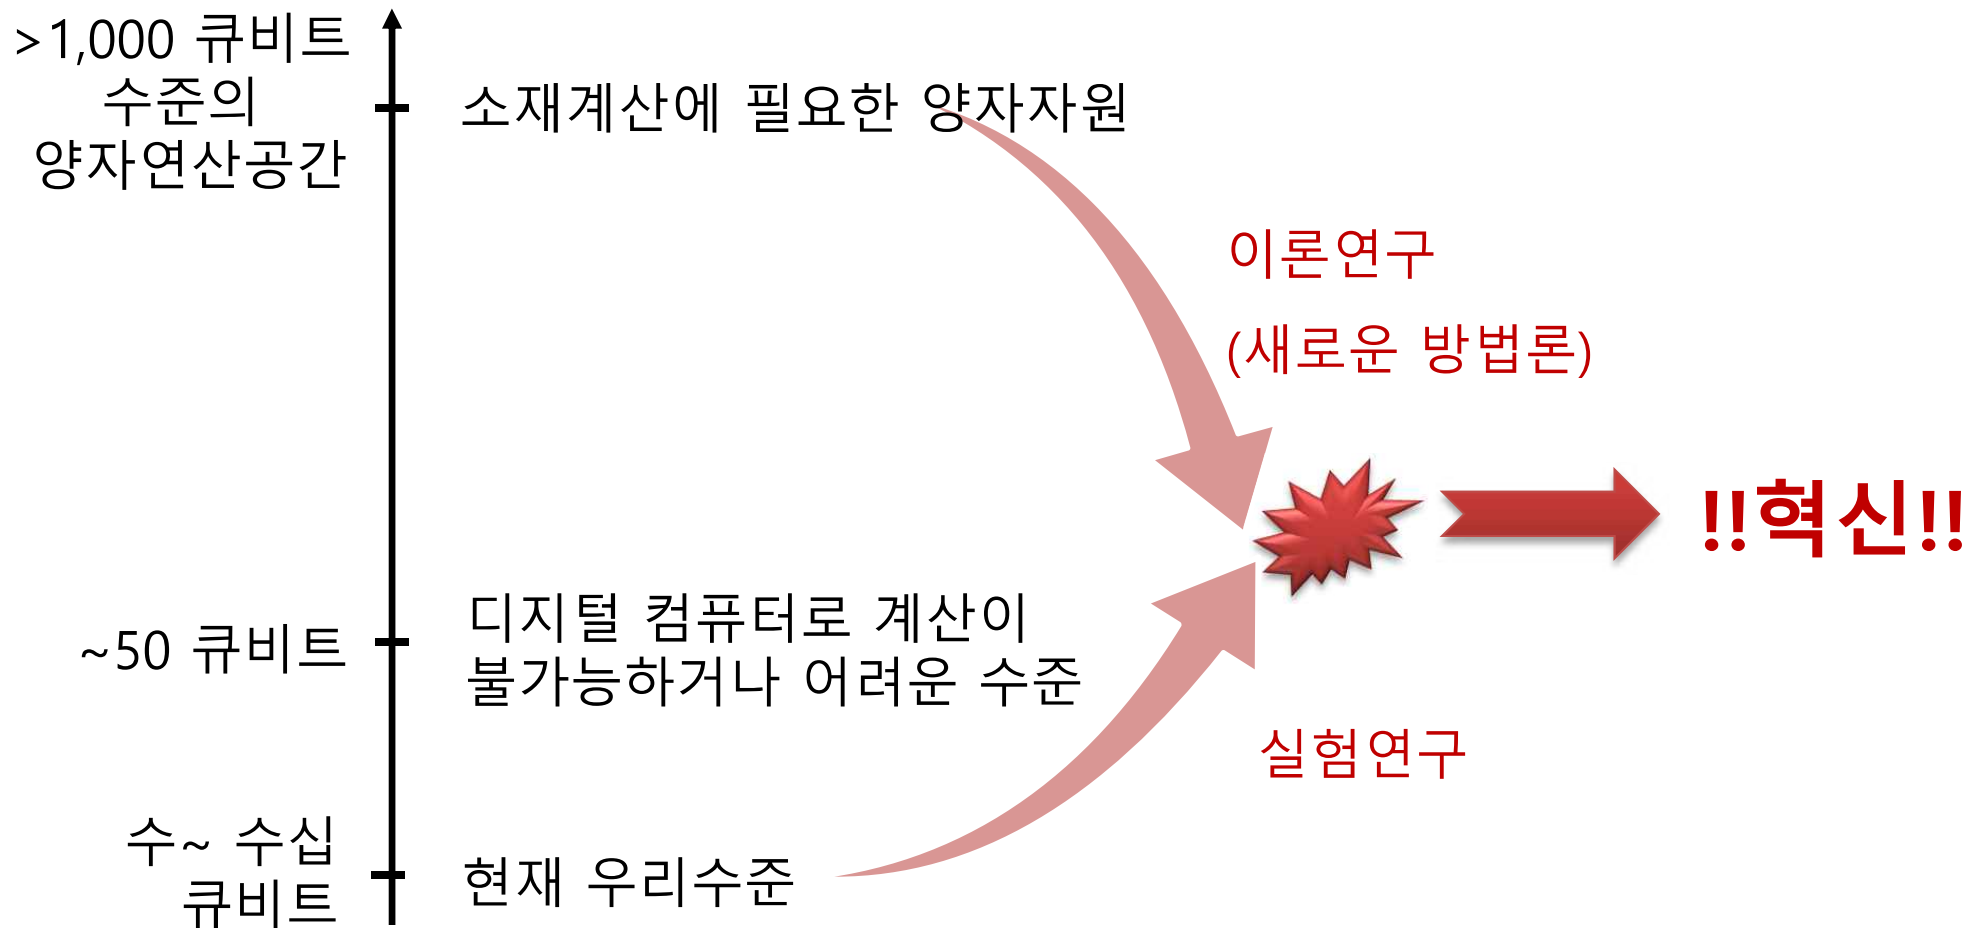 >1,000 큐비트
수준의
양자연산공간
소재계산에 필요한 양자자원
이론연구
(새로운 방법론)
!!혁신!!
~50 큐비트
디지털 컴퓨터로 계산이
불가능하거나 어려운 수준
실험연구
수~ 수십
큐비트
현재 우리수준